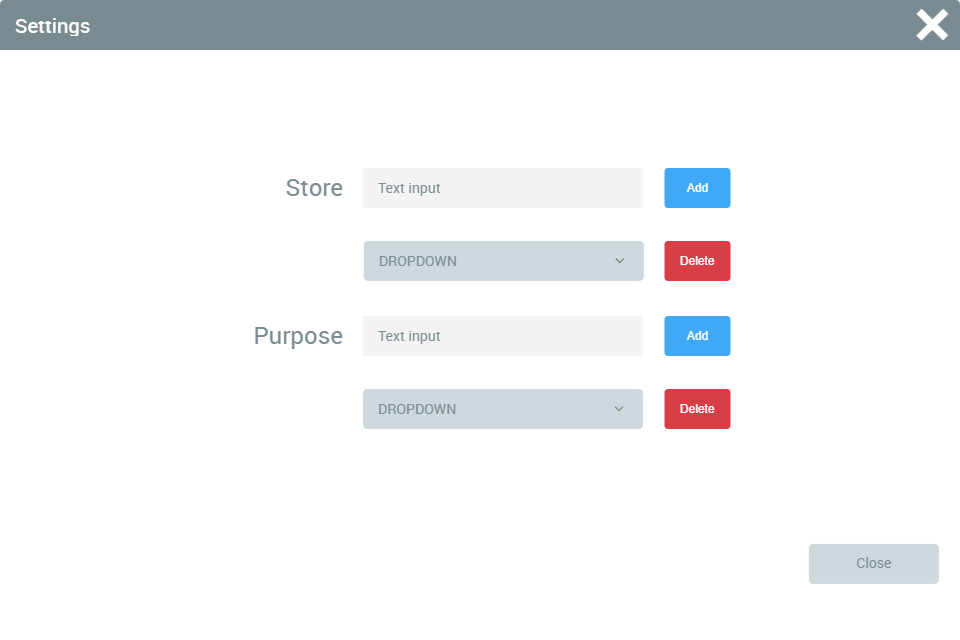 Settings
Store
Text input
Add
DROPDOWN
Delete
Purpose
Text input
Add
DROPDOWN
Delete
Close